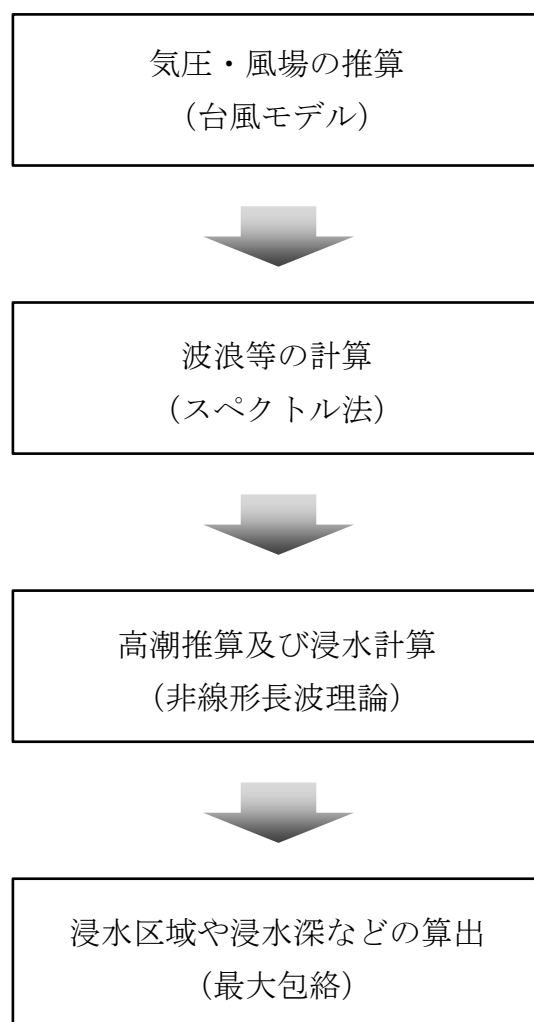 気圧・風場の推算
（台風モデル）
波浪等の計算
（スペクトル法）
高潮推算及び浸水計算
（非線形長波理論）
浸水区域や浸水深などの算出
（最大包絡）